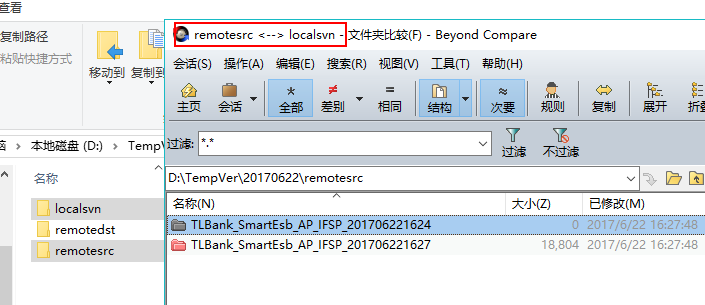 查看
复制路径
粘贴快捷方式
移动到
复制到
脑
本地磁盘 (D:)
TempV
名称
localsvn
remotedst
remotesrc
remotesrc <--> localsvn - 文件夹比较(F) - Beyond Compare
会话(S) 操作(A) 编辑(E) 搜索(R) 视图(V) 工具(T) 帮助(H)
主页 会话 全部 差别 相同 结构 次要 规则 复制 展开 折叠
过滤: *.* 过滤 不过滤
D:\TempVer\20170622\remotesrc
名称(N) 大小(Z) 已修改(M)
TLBank_SmartEsb_AP_IFSP_201706221624 0 2017/6/22 16:27:48
TLBank_SmartEsb_AP_IFSP_201706221627 18,804 2017/6/22 16:27:48